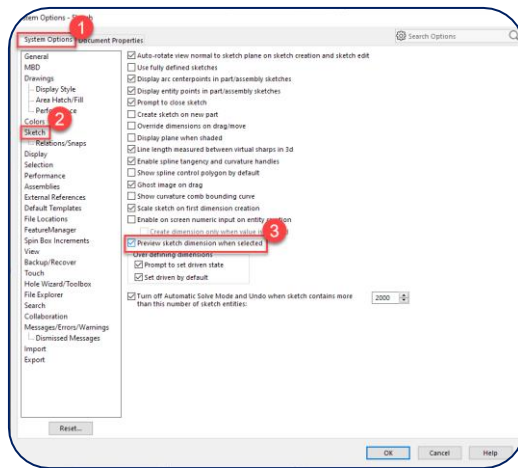 System Options - Sketch
1
System Options
Document Properties
Search Options
General
MBD
Drawings
Display Style
Area Hatch/Fill
Performance
Colors
2
Sketch
Relations/Snaps
Display
Selection
Performance
Assemblies
External References
Default Templates
File Locations
FeatureManager
Spin Box Increments
View
Backup/Recover
Touch
Hole Wizard/Toolbox
File Explorer
Search
Collaboration
Messages/Errors/Warnings
Dismissed Messages
Import
Export
Reset...
Auto-rotate view normal to sketch plane on sketch creation and sketch edit
Use fully defined sketches
Display arc centerpoints in part/assembly sketches
Display entity points in part/assembly sketches
Prompt to close sketch
Create sketch on new part
Override dimensions on drag/move
Display plane when shaded
Line length measured between virtual sharps in 3d
Enable spline tangency and curvature handles
Show spline control polygon by default
Ghost image on drag
Show curvature comb bounding curve
Scale sketch on first dimension creation
Enable on screen numeric input on entity creation
Create dimension only when value is
3
Preview sketch dimension when selected
Over defining dimensions
Prompt to set driven state
Set driven by default
Turn off Automatic Solve Mode and Undo when sketch contains more
than this number of sketch entities:
2000
OK
Cancel
Help